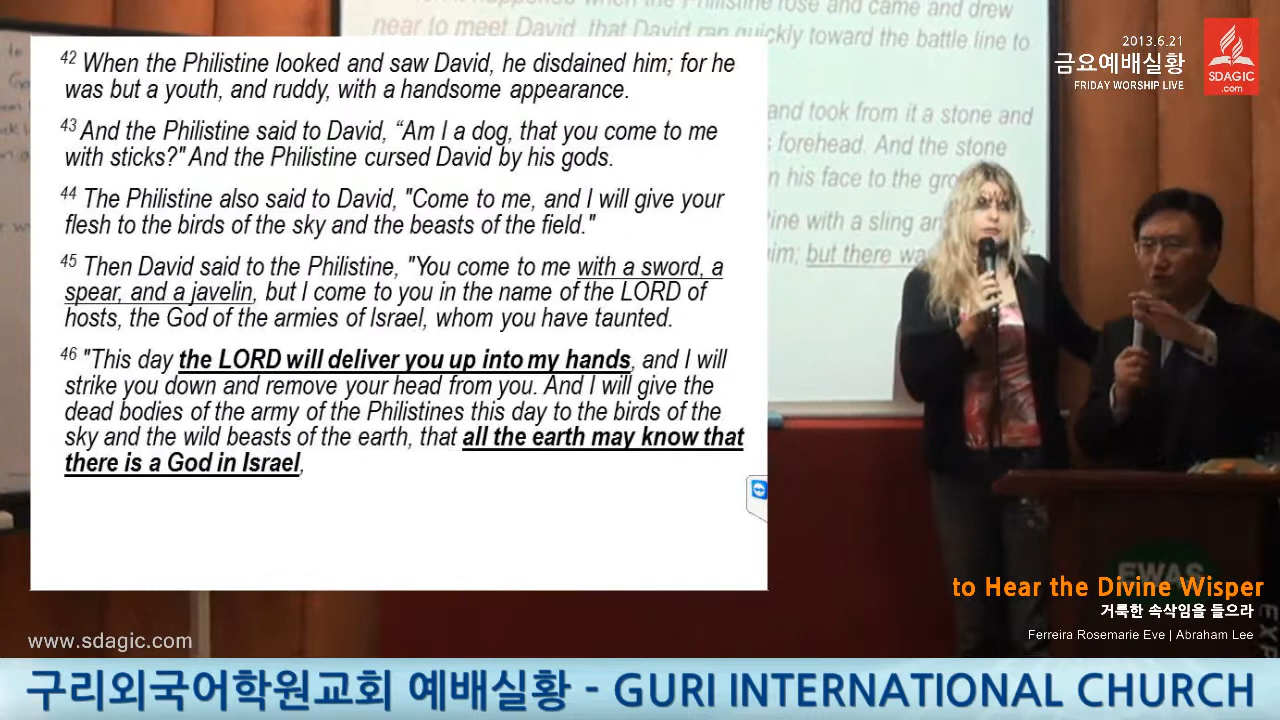 2013.6.21
금요예배실황
FRIDAY WORSHIP LIVE
SDAGIC
.com
42 When the Philistine looked and saw David, he disdained him; for he
was but a youth, and ruddy, with a handsome appearance.
43 And the Philistine said to David, “Am I a dog, that you come to me
with sticks?" And the Philistine cursed David by his gods.
44 The Philistine also said to David, "Come to me, and I will give your
flesh to the birds of the sky and the beasts of the field."
45 Then David said to the Philistine, "You come to me with a sword, a
spear, and a javelin, but I come to you in the name of the LORD of
hosts, the God of the armies of Israel, whom you have taunted.
46 "This day the LORD will deliver you up into my hands, and I will
strike you down and remove your head from you. And I will give the
dead bodies of the army of the Philistines this day to the birds of the
sky and the wild beasts of the earth, that all the earth may know that
there is a God in Israel,
rose and came and drew
near to meet David, that David ran quickly toward the battle line to
and took from it a stone and
forehead. And the stone
his face to the
with a sling
but there
EWAS
to Hear the Divine Wisper
거룩한 속삭임을 들으라
Ferreira Rosemarie Eve | Abraham Lee
www.sdagic.com
구리외국어학원교회 예배실황 - GURI INTERNATIONAL CHURCH